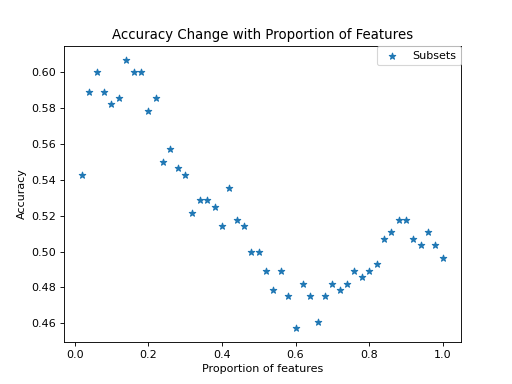 Accuracy Change with Proportion of Features
Subsets
0.60
0.58
0.56
0.54
0.52
0.50
0.48
0.46
Accuracy
0.0 0.2 0.4 0.6 0.8 1.0
Proportion of features